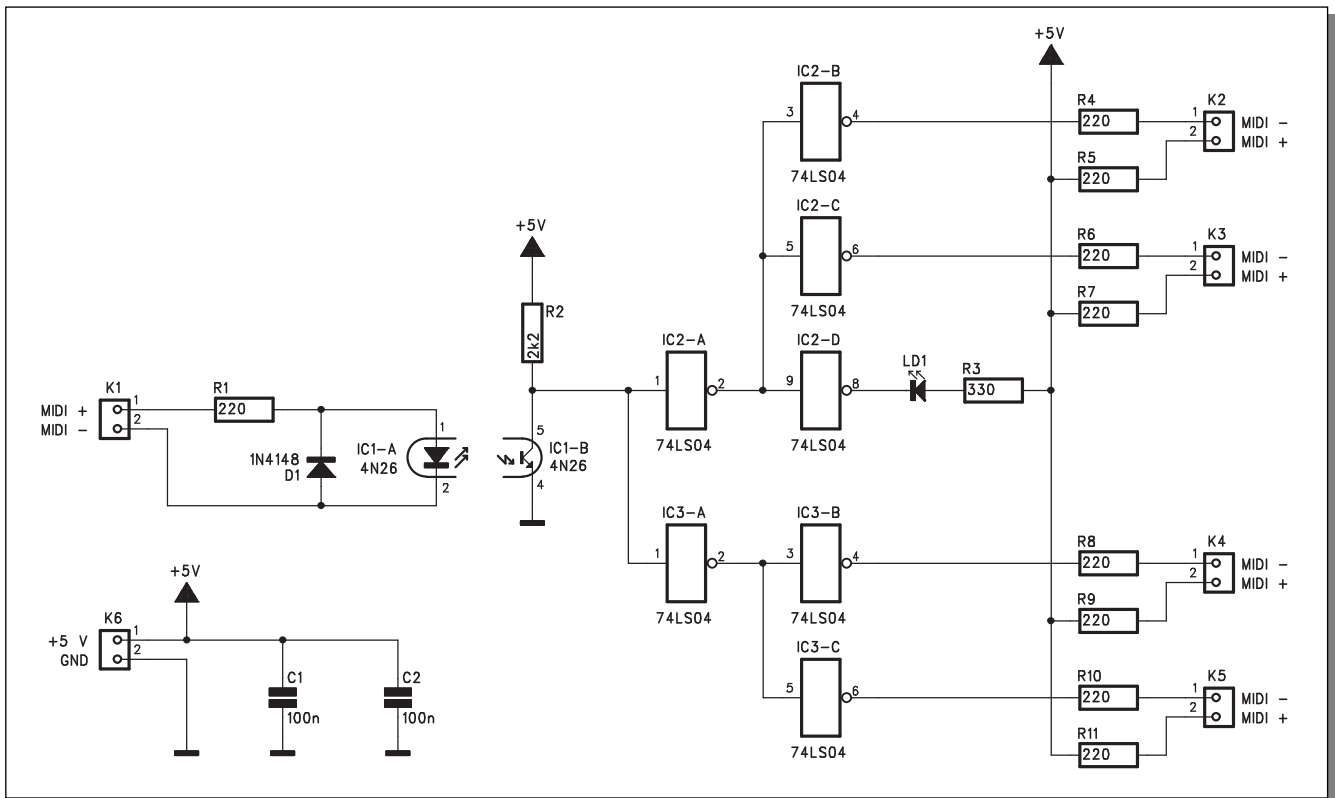 +5V
IC2-B
3
4
74LS04
R4
220
K2
1
2
MIDI -
MIDI +
R5
220
IC2-C
5
6
74LS04
R6
220
K3
1
2
MIDI -
MIDI +
R7
220
+5V
R2
2k2
IC2-A
1
2
74LS04
IC2-D
9
8
74LS04
LD1
R3
330
K1
MIDI +
MIDI -
1
2
R1
220
1N4148
D1
IC1-A
4N26
1
2
5
4
IC1-B
4N26
IC3-A
1
2
74LS04
IC3-B
3
4
74LS04
R8
220
K4
1
2
MIDI -
MIDI +
R9
220
IC3-C
5
6
74LS04
R10
220
K5
1
2
MIDI -
MIDI +
R11
220
+5V
K6
+5 V
GND
1
2
C1
100n
C2
100n